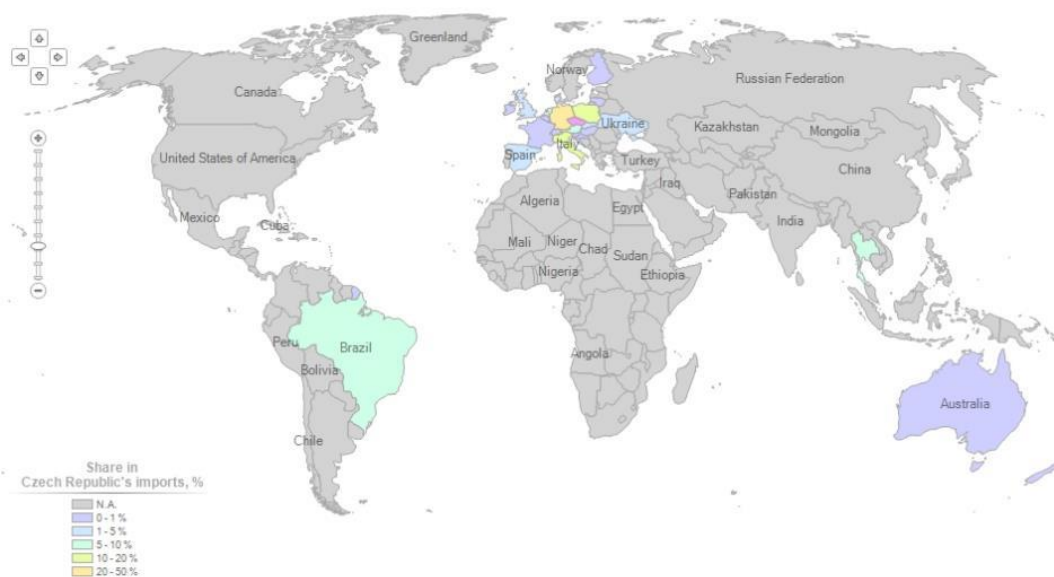 Greenland
Norway
Russian Federation
Canada
Ukraine
Kazakhstan
Mongolia
United States of America
Spain
Italy
Turkey
China
Iraq
Pakistan
Algeria
Egypt
India
Mexico
Cuba
Mali
Niger
Chad
Sudan
Nigeria
Ethiopia
Peru
Brazil
Angola
Bolivia
Australia
Chile
Share in
Czech Republic's imports, %
N.A.
0 - 1 %
1 - 5 %
5 - 10 %
10 - 20 %
20 - 50 %